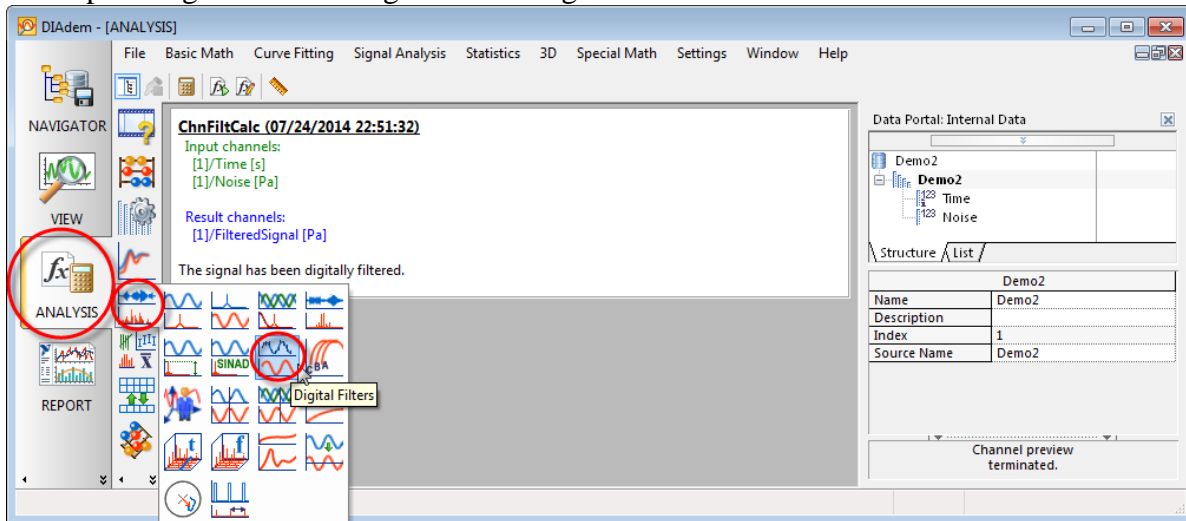 DIAdem - [ANALYSIS]
File Basic Math Curve Fitting Signal Analysis Statistics 3D Special Math Settings Window Help
NAVIGATOR
VIEW
ANALYSIS
REPORT
ChnFiltCalc (07/24/2014 22:51:32)
Input channels:
[1]/Time [s]
[1]/Noise [Pa]
Result channels:
[1]/FilteredSignal [Pa]
The signal has been digitally filtered.
SINAD
CBA
Digital Filters
t
f
Data Portal: Internal Data
Demo2
Demo2
123 Time
123 Noise
Structure List
Demo2
Name Demo2
Description
Index 1
Source Name Demo2
Channel preview
terminated.